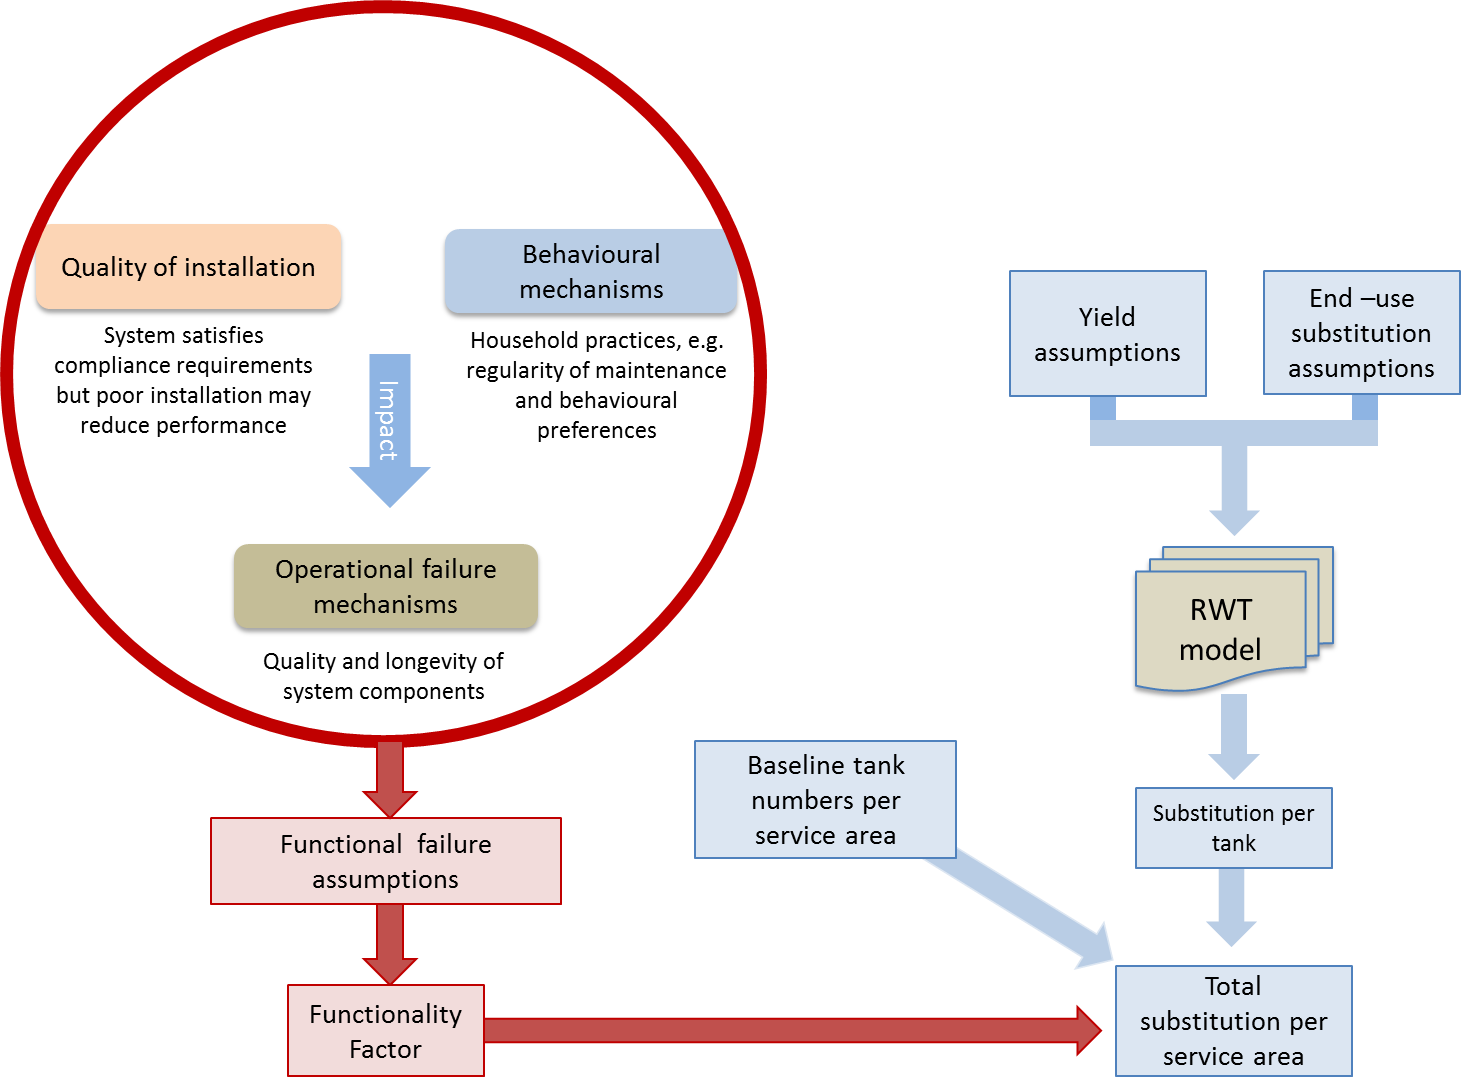 Quality of installation
System satisfies
compliance requirements
but poor installation may
reduce performance
Behavioural
mechanisms
Household practices, e.g.
regularity of maintenance
and behavioural
preferences
Impact
Operational failure
mechanisms
Quality and longevity of
system components
Functional failure
assumptions
Functionality
Factor
Baseline tank
numbers per
service area
Yield
assumptions
End –use
substitution
assumptions
RWT
model
Substitution per
tank
Total
substitution per
service area